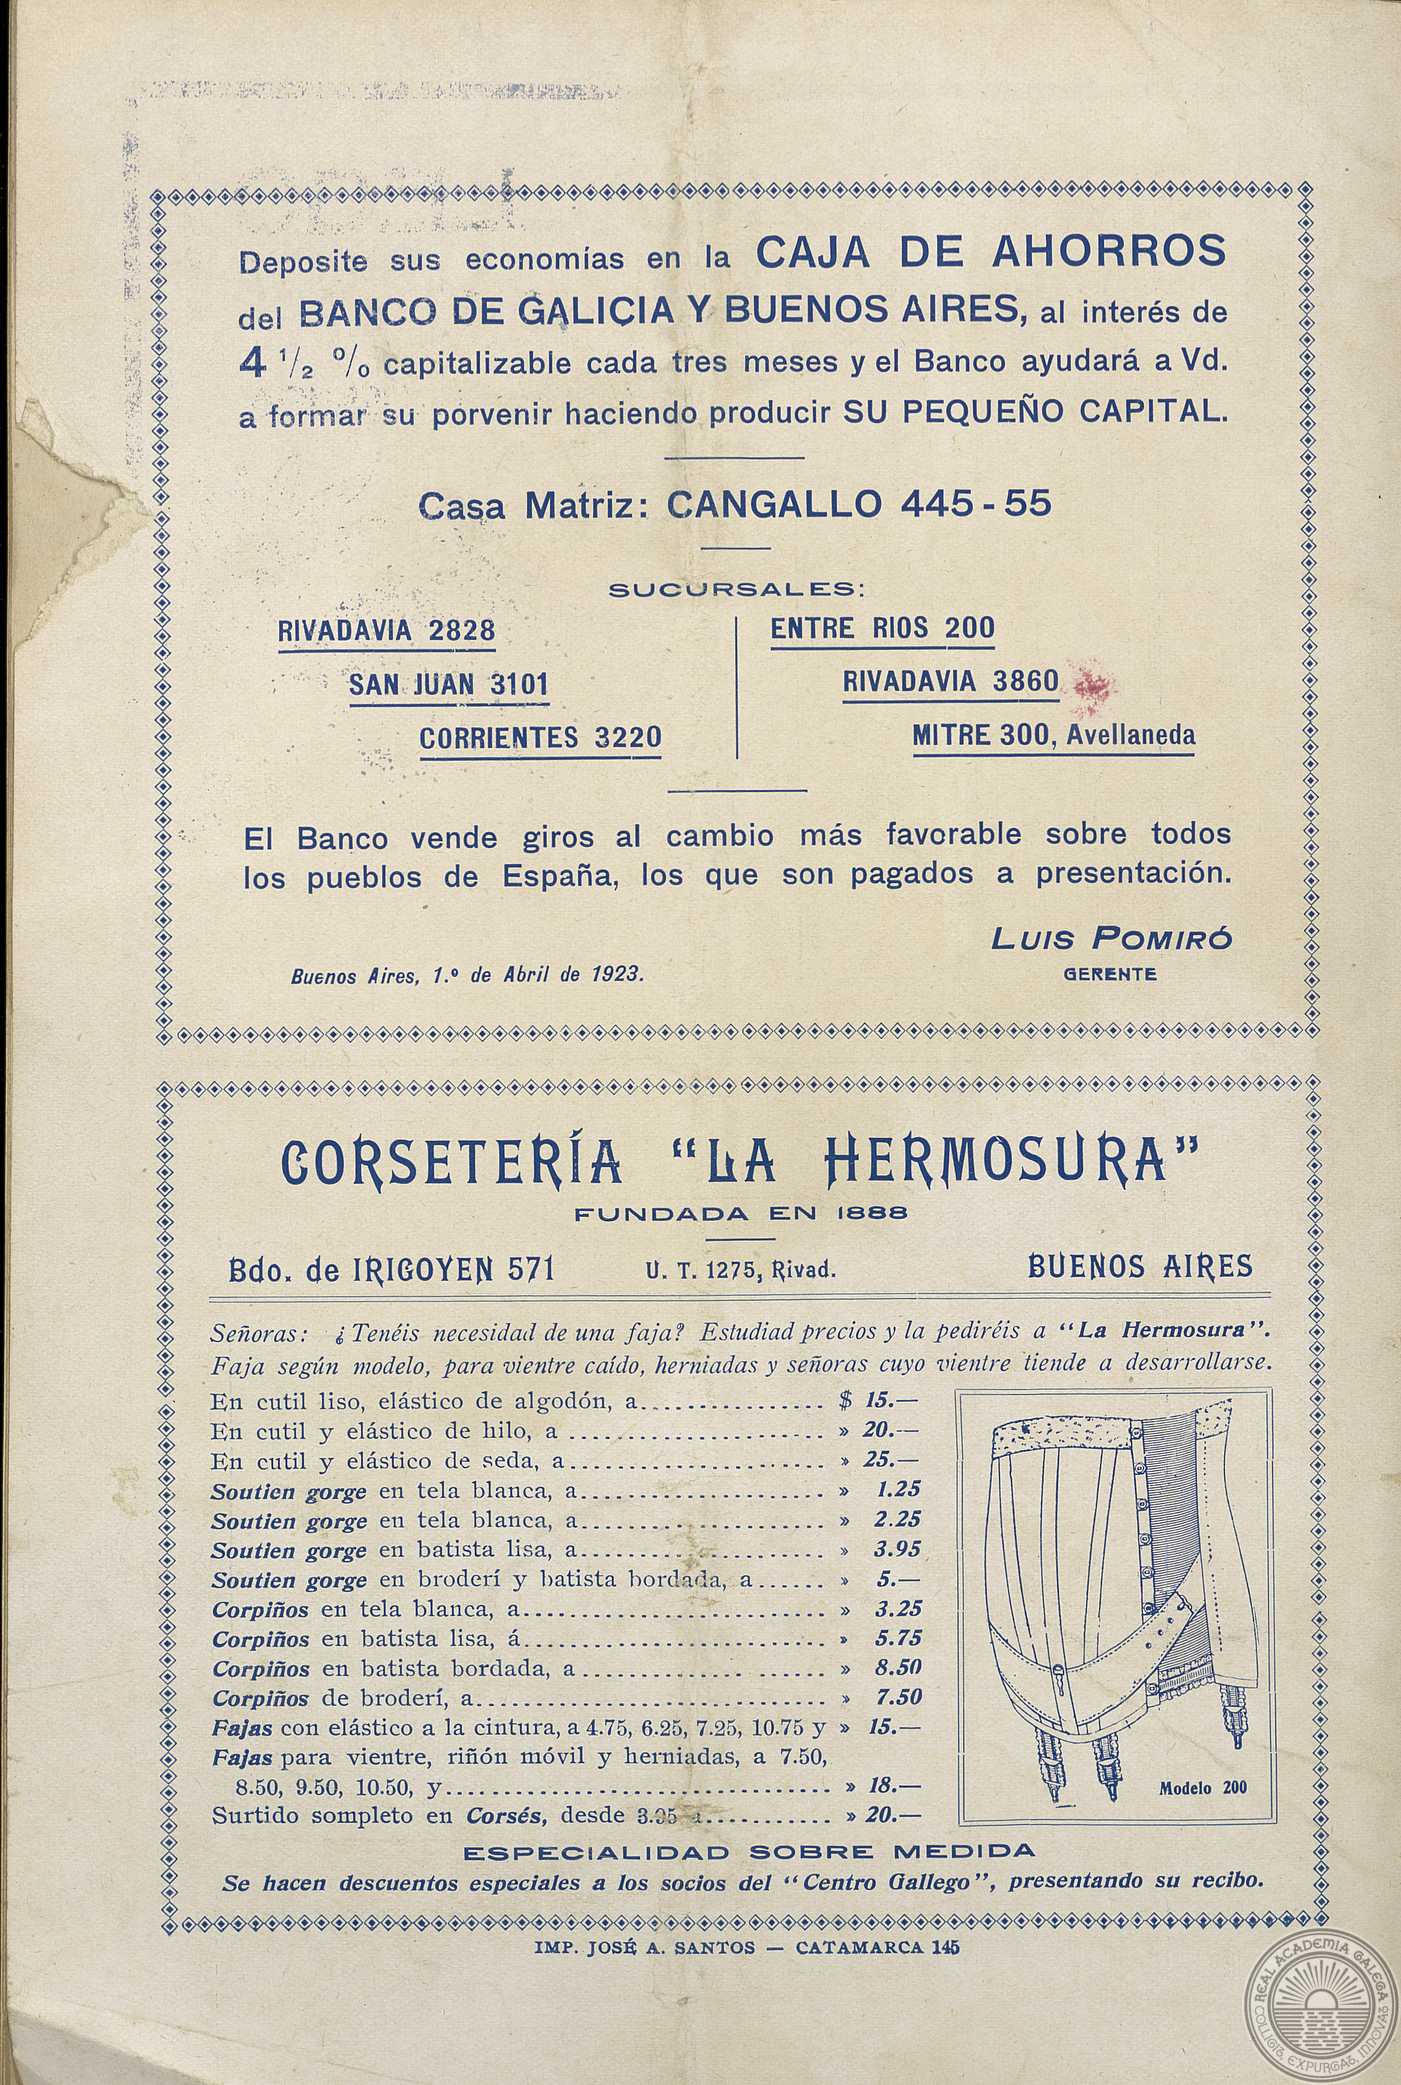 Deposite sus economías en la CAJA DE AHORROS
del BANCO DE GALICIA Y BUENOS AIRES, al interés de
4 1/2 % capitalizable cada tres meses y el Banco ayudará a Vd.
a formar su porvenir haciendo producir SU PEQUEÑO CAPITAL.
Casa Matriz: CANGALLO 445-55
SUCURSALES:
RIVADAVIA 2828
SAN JUAN 3101
CORRIENTES 3220
ENTRE RIOS 200
RIVADAVIA 3860
MITRE 300, Avellaneda
El Banco vende giros al cambio más favorable sobre todos
los pueblos de España, los que son pagados a presentación.
LUIS POMIRÓ
GERENTE
Buenos Aires, 1.º de Abril de 1923.
CORSETERÍA “LA HERMOSURA”
FUNDADA EN 1888
Bdo. de IRIGOYEN 571 U. T. 1275, Rivad. BUENOS AIRES
Señoras: ¿Tenéis necesidad de una faja? Estudiad precios y la pediréis a “La Hermosura”.
Faja según modelo, para vientre caído, herniadas y señoras cuyo vientre tiende a desarrollarse.
En cutil liso, elástico de algodón, a................ $ 15.—
En cutil y elástico de hilo, a ...................... » 20.—
En cutil y elástico de seda, a...................... » 25.—
Soutien gorge en tela blanca, a..................... » 1.25
Soutien gorge en tela blanca, a..................... » 2.25
Soutien gorge en batista lisa, a..................... » 3.95
Soutien gorge en broderí y batista bordada, a...... » 5.—
Corpiños en tela blanca, a.......................... » 3.25
Corpiños en batista lisa, á.......................... » 5.75
Corpiños en batista bordada, a .............. ...... » 8.50
Corpiños de broderí, a.............................. » 7.50
Fajas con elástico a la cintura, a 4.75, 6.25, 7.25, 10.75 y » 15.—
Fajas para vientre, riñón móvil y herniadas, a 7.50,
8.50, 9.50, 10.50, y................................. » 18.—
Surtido sompleto en Corsés, desde 3.95 a........... » 20.—
Modelo 200
ESPECIALIDAD SOBRE MEDIDA
Se hacen descuentos especiales a los socios del “Centro Gallego”, presentando su recibo.
IMP. JOSÉ A. SANTOS — CATAMARCA 145
REAL ACADEMIA GALEGA
COLLIGIT, EXPURGAT, INNOVAT